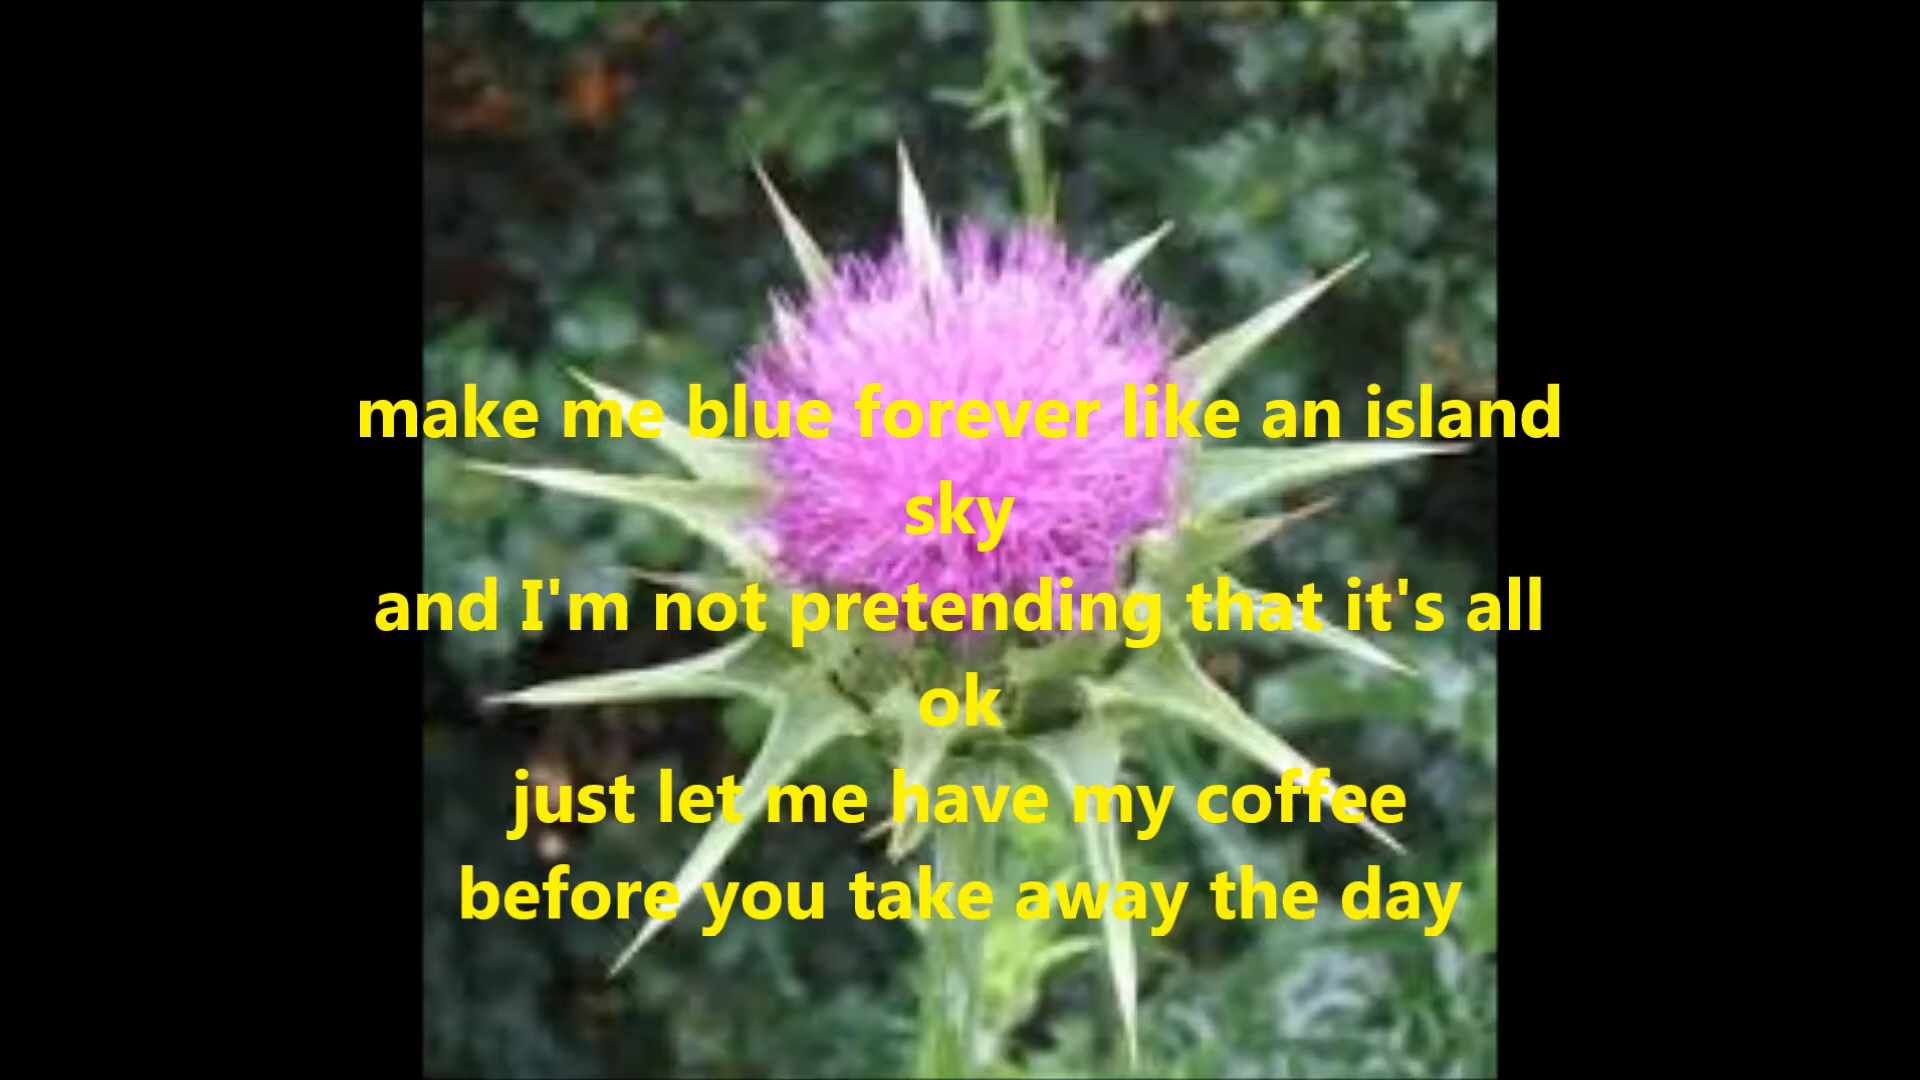 make me blue forever like an island
sky
and I'm not pretending that it's all
ok
just let me have my coffee
before you take away the day